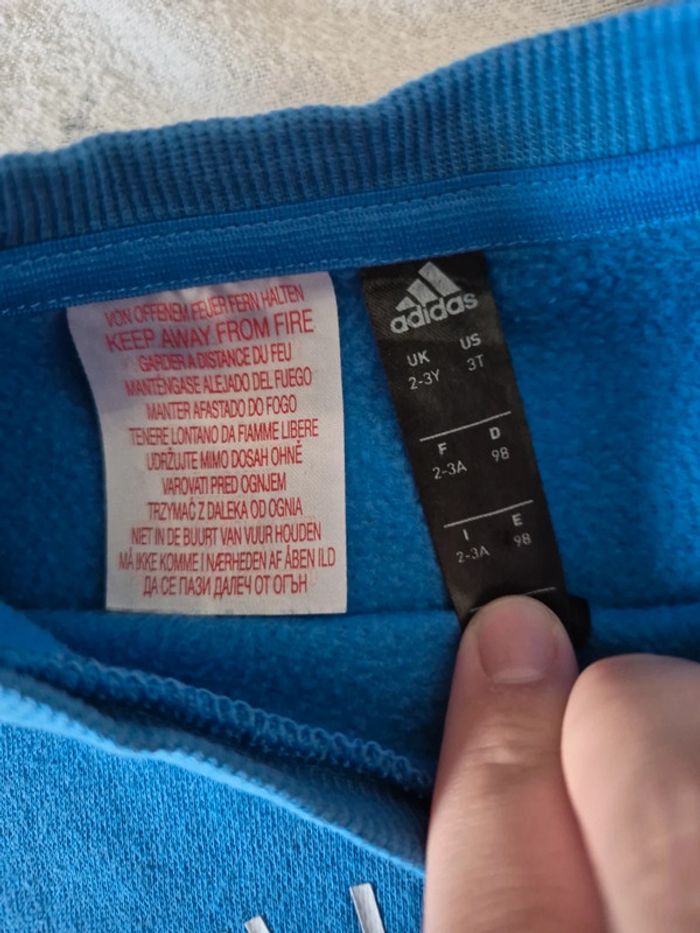 VON OFFENEM FEUER FERN HALTEN
KEEP AWAY FROM FIRE
GARDER A DISTANCE DU FEU
MANTÉNGASE ALEJADO DEL FUEGO
MANTER AFASTADO DO FOGO
TENERE LONTANO DA FIAMME LIBERE
UDRŽUJTE MIMO DOSAH OHNĚ
VAROVATI PRED OGNJEM
TRZYMAĆ Z DALEKA OD OGNIA
NIET IN DE BUURT VAN VUUR HOUDEN
MÅ IKKE KOMME I NÆRHEDEN AF ÅBEN ILD
ДА СЕ ПАЗИ ДАЛЕЧ ОТ ОГЪН
adidas
UK US
2-3Y 3T
F D
2-3A 98
I E
2-3A 98